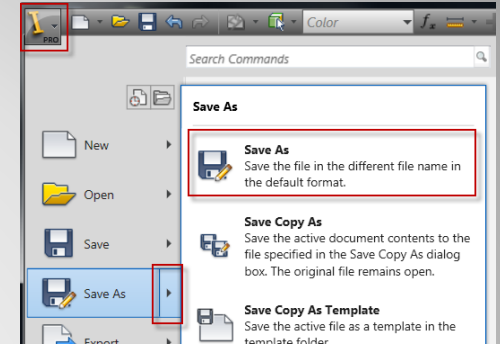 PRO
Color
fx
Search Commands
Save As
New
Save As
Save the file in the different file name in
the default format.
Open
Save Copy As
Save the active document contents to the
file specified in the Save Copy As dialog
box. The original file remains open.
Save
Save As
Save Copy As Template
Save the active file as a template in the
template folder.
Export